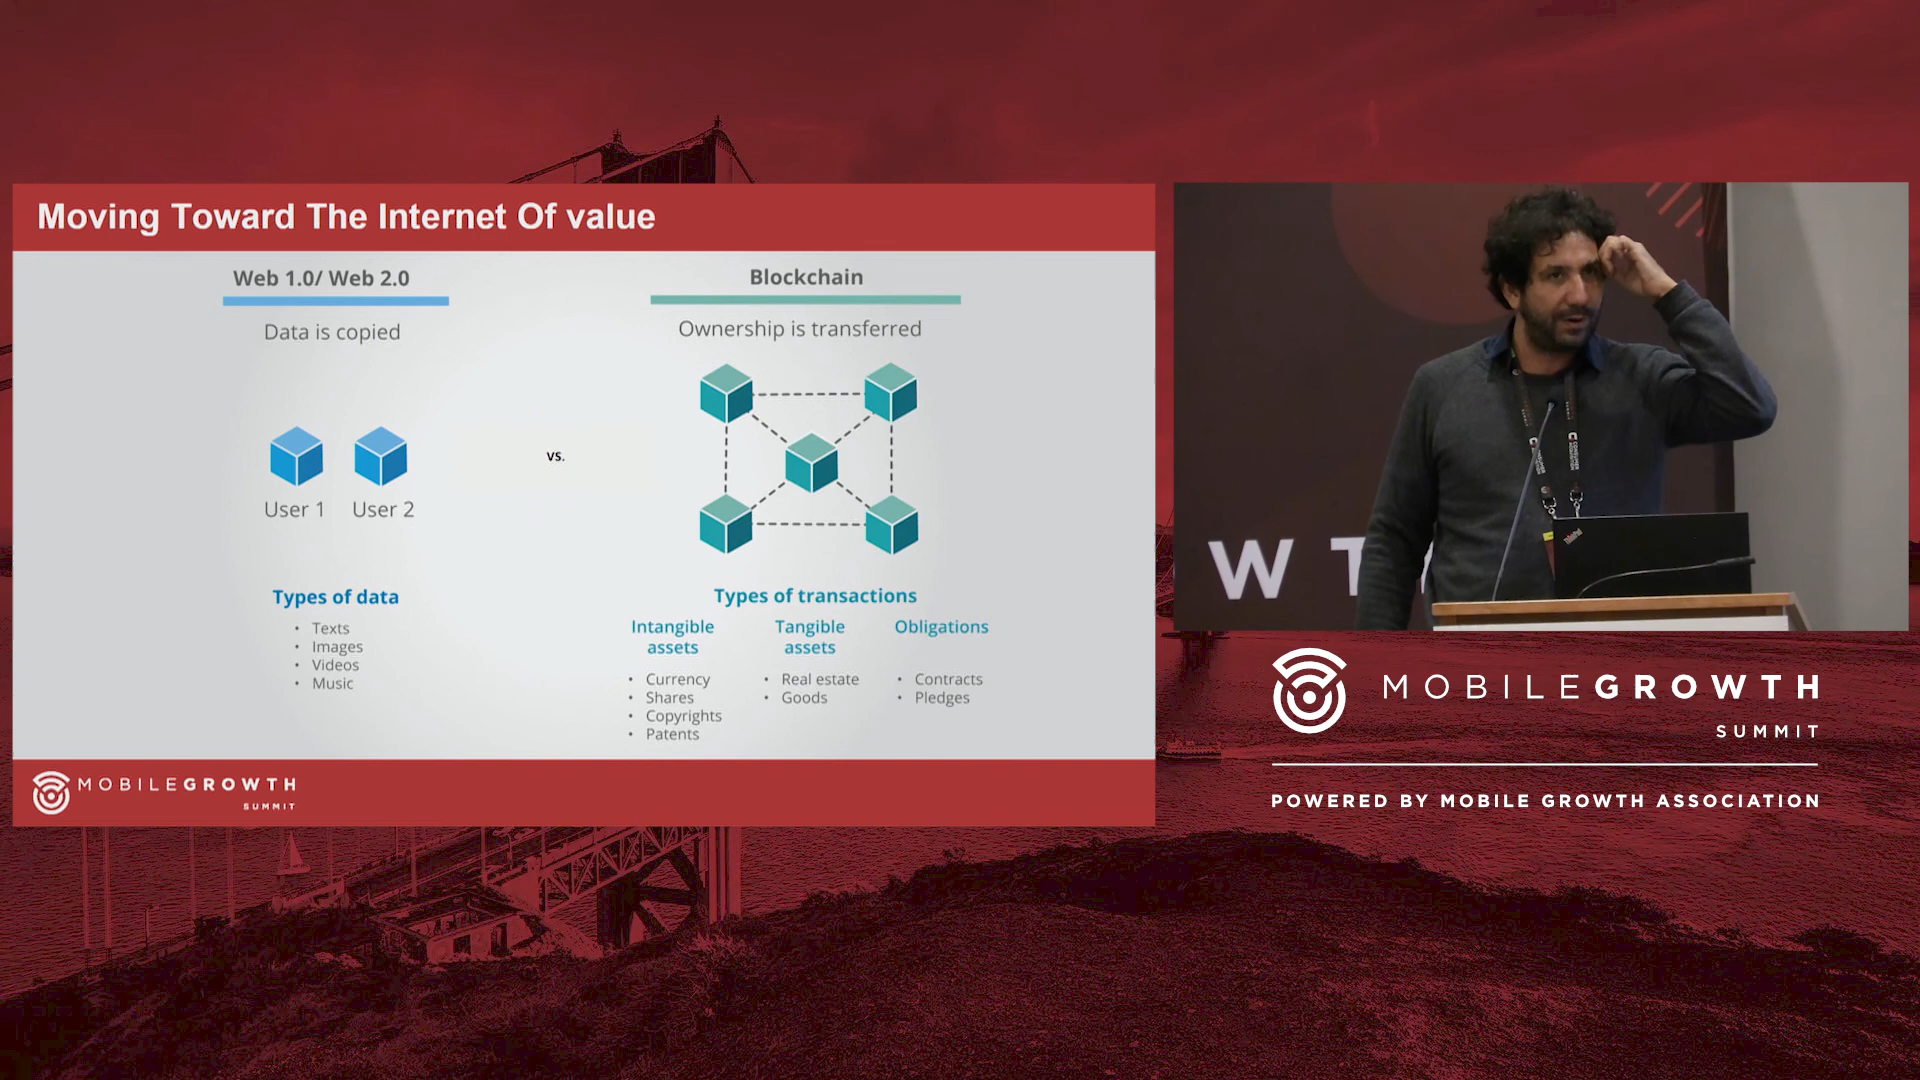 Moving Toward The Internet Of value
Web 1.0/ Web 2.0
Data is copied
User 1
User 2
Types of data
• Texts
• Images
• Videos
• Music
vs.
Blockchain
Ownership is transferred
Types of transactions
Intangible
assets
• Currency
• Shares
• Copyrights
• Patents
Tangible
assets
• Real estate
• Goods
Obligations
• Contracts
• Pledges
MOBILEGROWTH
SUMMIT
W T
ThinkPad
CONSUMER
ACQUISITION
MOBILEGROWTH
SUMMIT
POWERED BY MOBILE GROWTH ASSOCIATION